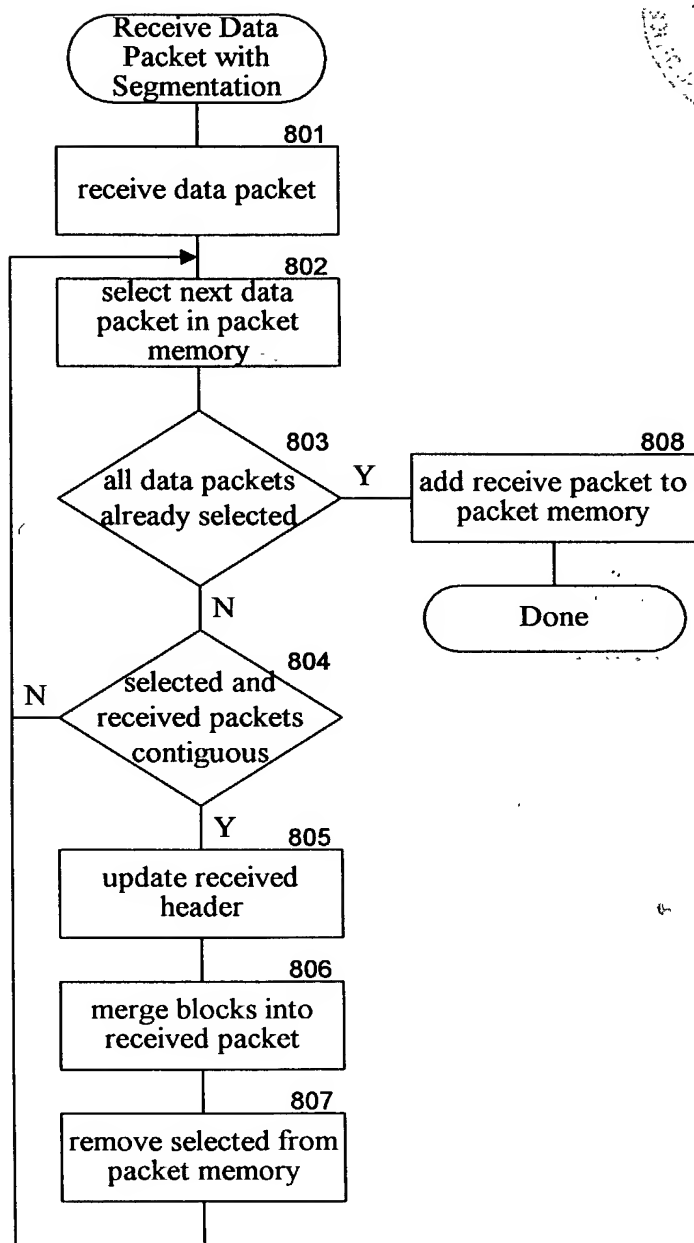 Receive Data
Packet with
Segmentation
801
receive data packet
802
select next data
packet in packet
memory
803
all data packets
already selected
Y
808
add receive packet to
packet memory
Done
N
804
selected and
received packets
contiguous
N
Y
805
update received
header
806
merge blocks into
received packet
807
remove selected from
packet memory